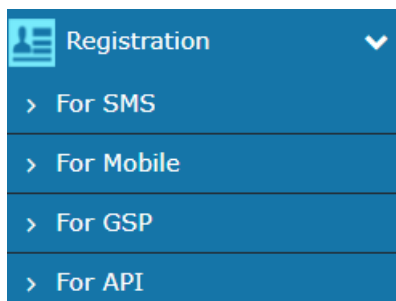 Registration
For SMS
For Mobile
For GSP
For API